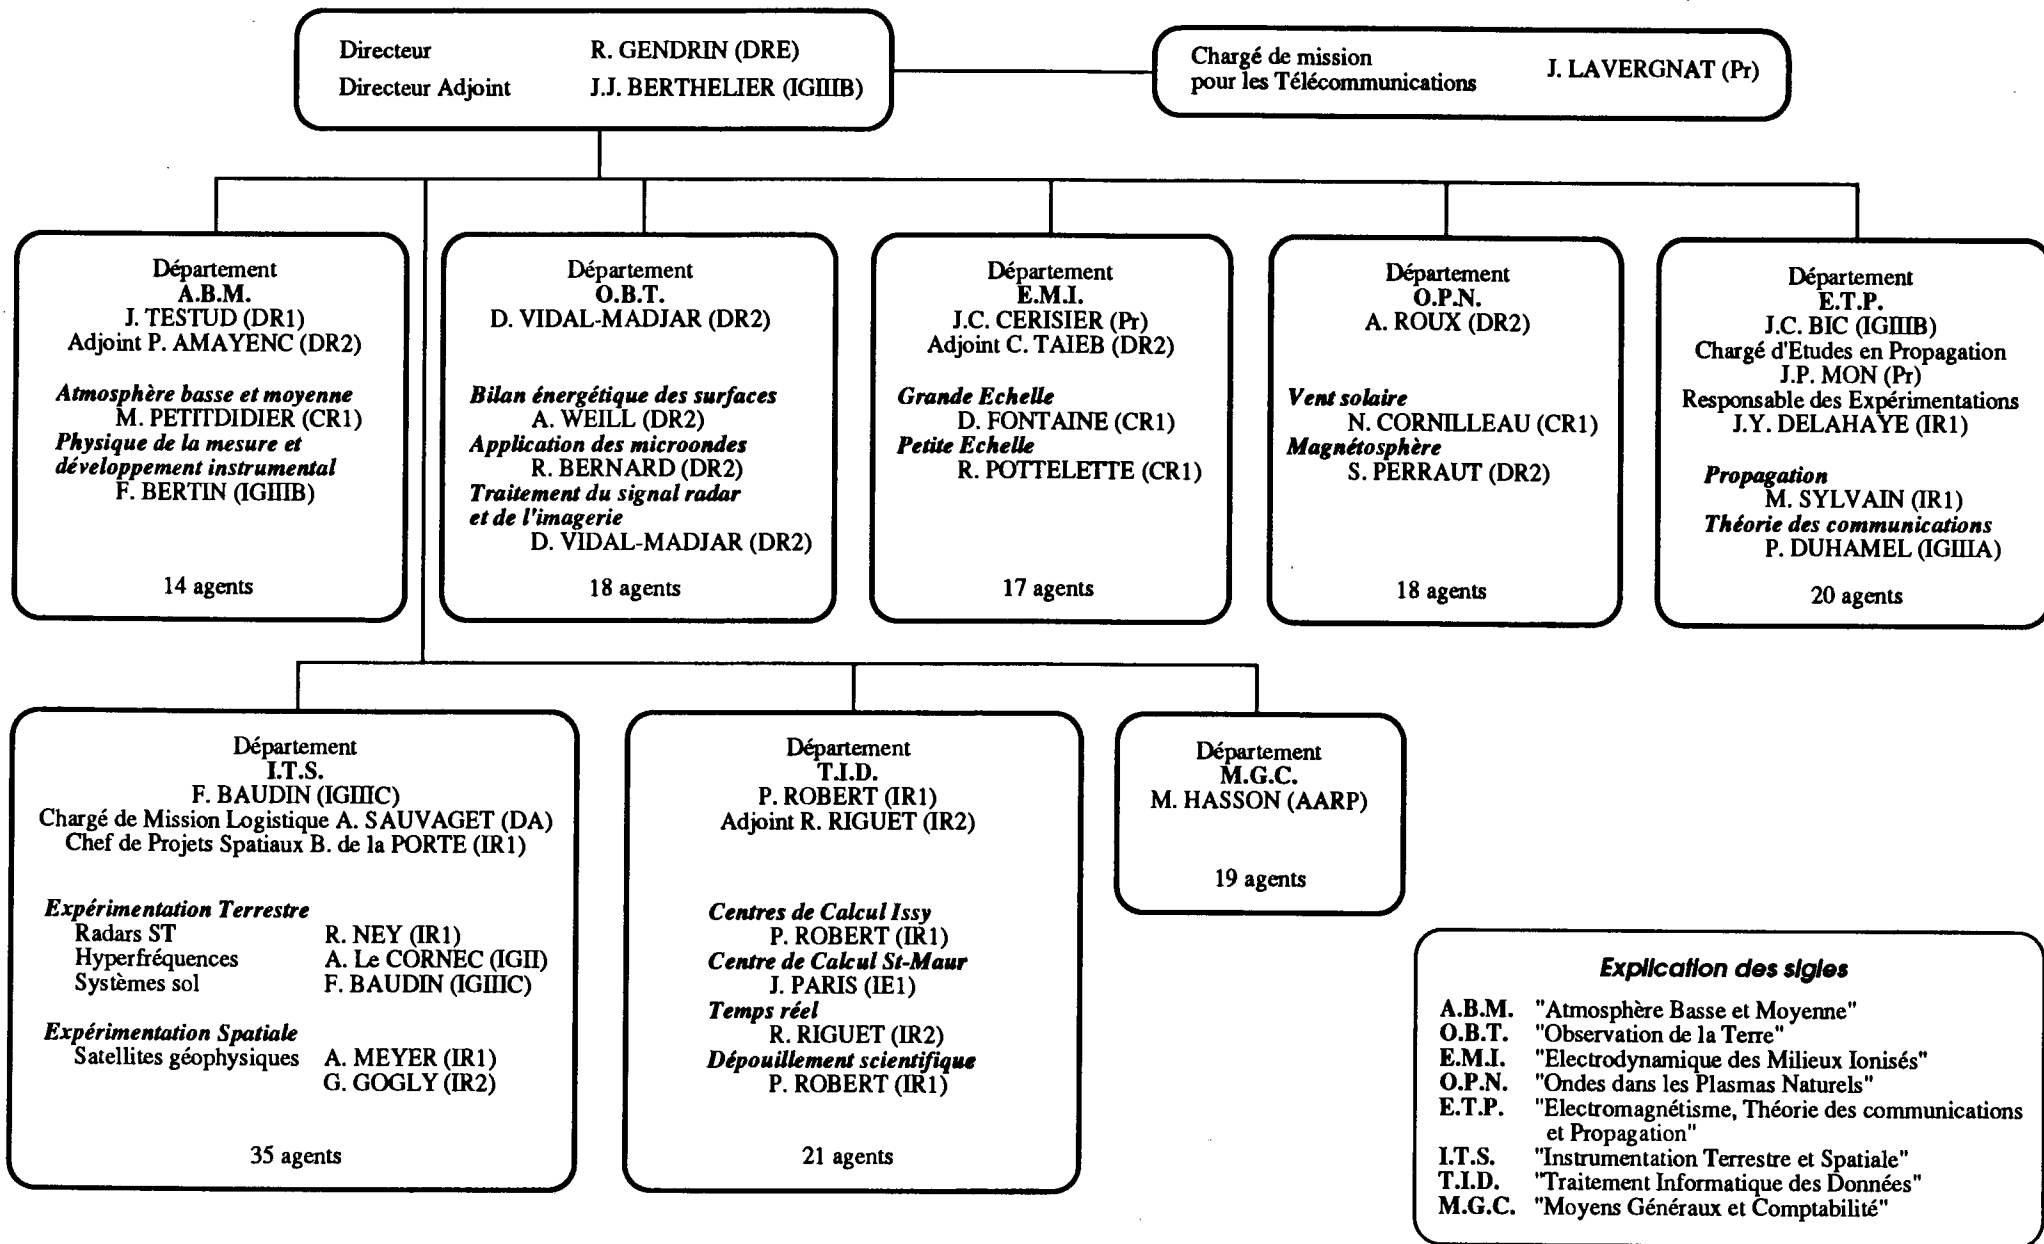 Directeur R. GENDRIN (DRE)
Directeur Adjoint J.J. BERTHELIER (IGIIIB)
Chargé de mission
pour les Télécommunications J. LAVERGNAT (Pr)
Département
A.B.M.
J. TESTUD (DR1)
Adjoint P. AMAYENC (DR2)
Atmosphère basse et moyenne
M. PETITDIDIER (CR1)
Physique de la mesure et
développement instrumental
F. BERTIN (IGIIIB)
14 agents
Département
O.B.T.
D. VIDAL-MADJAR (DR2)
Bilan énergétique des surfaces
A. WEILL (DR2)
Application des microondes
R. BERNARD (DR2)
Traitement du signal radar
et de l'imagerie
D. VIDAL-MADJAR (DR2)
18 agents
Département
E.M.I.
J.C. CERISIER (Pr)
Adjoint C. TAIEB (DR2)
Grande Echelle
D. FONTAINE (CR1)
Petite Echelle
R. POTTELETTE (CR1)
17 agents
Département
O.P.N.
A. ROUX (DR2)
Vent solaire
N. CORNILLEAU (CR1)
Magnétosphère
S. PERRAUT (DR2)
18 agents
Département
E.T.P.
J.C. BIC (IGIIIB)
Chargé d'Etudes en Propagation
J.P. MON (Pr)
Responsable des Expérimentations
J.Y. DELAHAYE (IR1)
Propagation
M. SYLVAIN (IR1)
Théorie des communications
P. DUHAMEL (IGIIIA)
20 agents
Département
I.T.S.
F. BAUDIN (IGIIIC)
Chargé de Mission Logistique A. SAUVAGET (DA)
Chef de Projets Spatiaux B. de la PORTE (IR1)
Expérimentation Terrestre
Radars ST R. NEY (IR1)
Hyperfréquences A. Le CORNEC (IGII)
Systèmes sol F. BAUDIN (IGIIIC)
Expérimentation Spatiale
Satellites géophysiques A. MEYER (IR1)
G. GOGLY (IR2)
35 agents
Département
T.I.D.
P. ROBERT (IR1)
Adjoint R. RIGUET (IR2)
Centres de Calcul Issy
P. ROBERT (IR1)
Centre de Calcul St-Maur
J. PARIS (IE1)
Temps réel
R. RIGUET (IR2)
Dépouillement scientifique
P. ROBERT (IR1)
21 agents
Département
M.G.C.
M. HASSON (AARP)
19 agents
Explication des sigles
A.B.M. "Atmosphère Basse et Moyenne"
O.B.T. "Observation de la Terre"
E.M.I. "Electrodynamique des Milieux Ionisés"
O.P.N. "Ondes dans les Plasmas Naturels"
E.T.P. "Electromagnétisme, Théorie des communications
et Propagation"
I.T.S. "Instrumentation Terrestre et Spatiale"
T.I.D. "Traitement Informatique des Données"
M.G.C. "Moyens Généraux et Comptabilité"